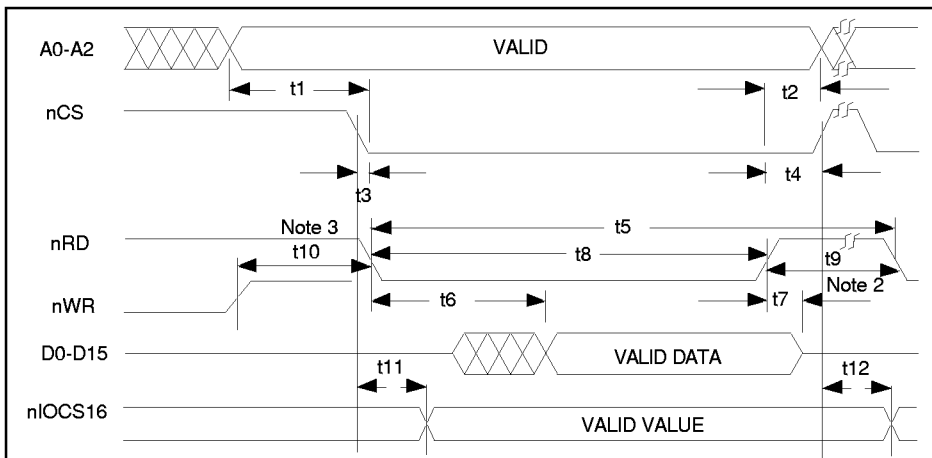 A0-A2
VALID
t1
t2
nCS
t3
t4
Note 3
t5
nRD
t10
t8
t9
nWR
t6
t7
Note 2
D0-D15
VALID DATA
t11
t12
nIOCS16
VALID VALUE